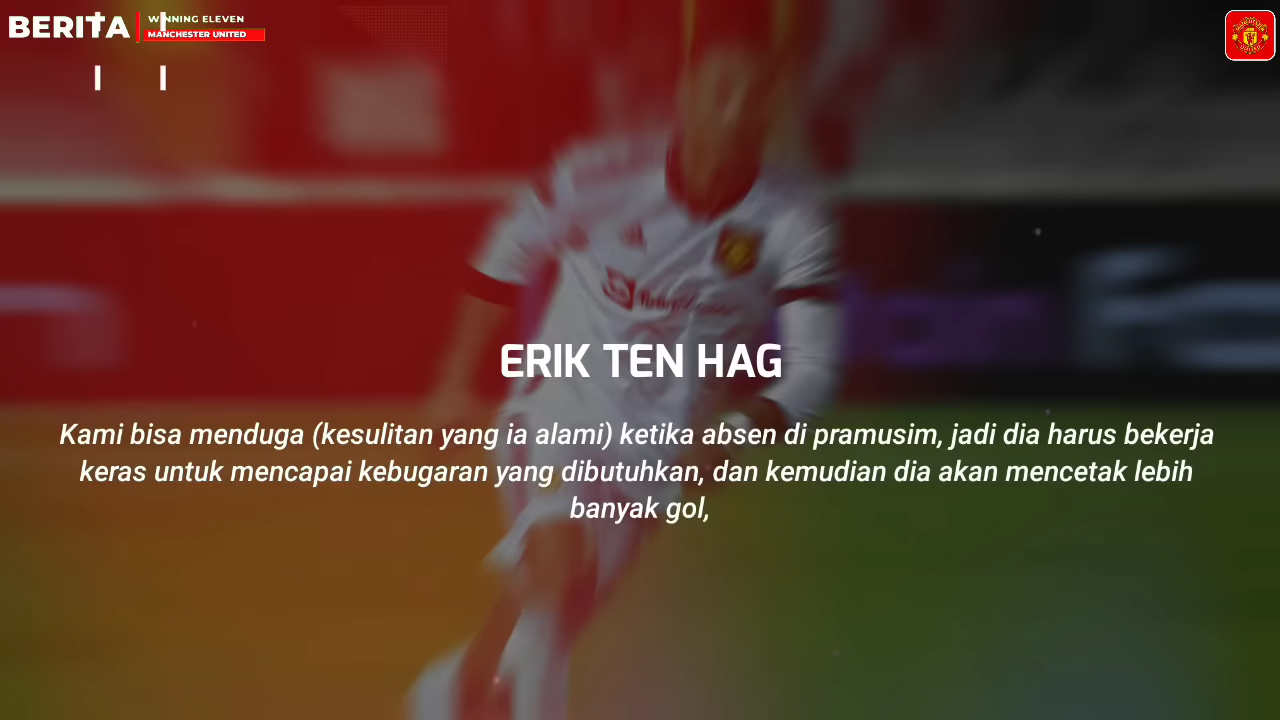 BERITA
WINNING ELEVEN
MANCHESTER UNITED
ERIK TEN HAG
Kami bisa menduga (kesulitan yang ia alami) ketika absen di pramusim, jadi dia harus bekerja
keras untuk mencapai kebugaran yang dibutuhkan, dan kemudian dia akan mencetak lebih
banyak gol,